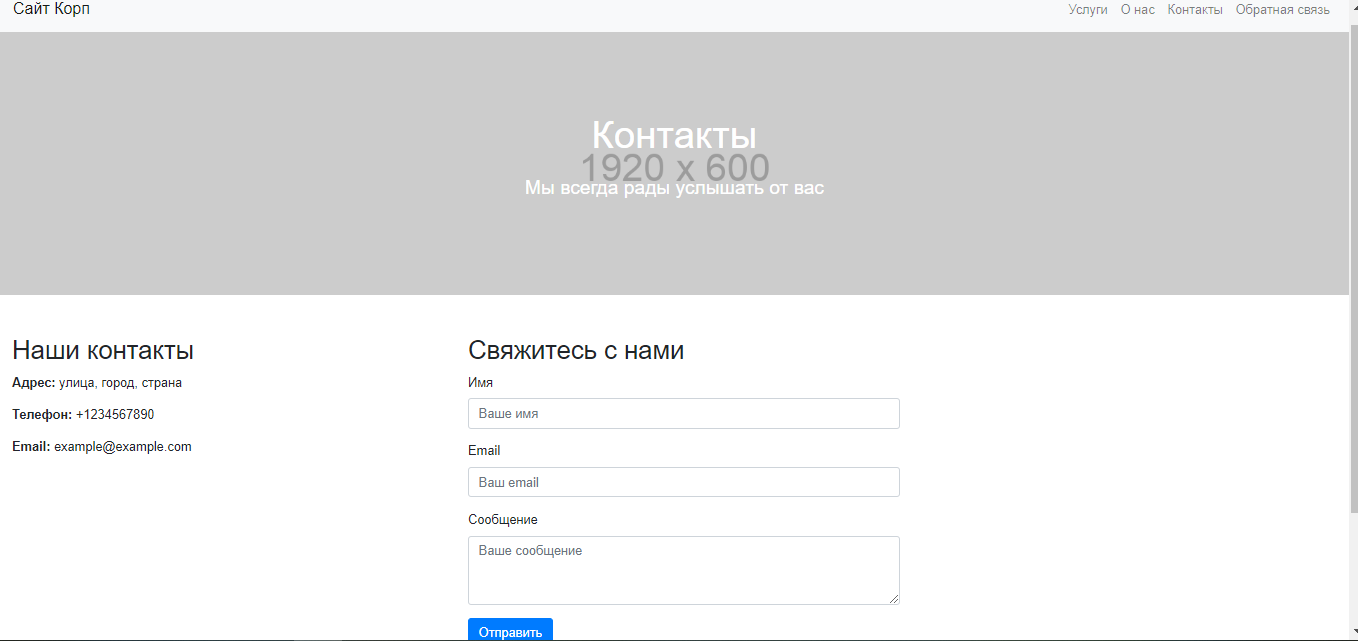 Сайт Корп
Услуги О нас Контакты Обратная связь
Контакты
1920 x 600
Мы всегда рады услышать от вас
Наши контакты
Адрес: улица, город, страна
Телефон: +1234567890
Email: example@example.com
Свяжитесь с нами
Имя
Ваше имя
Email
Ваш email
Сообщение
Ваше сообщение
Отправить